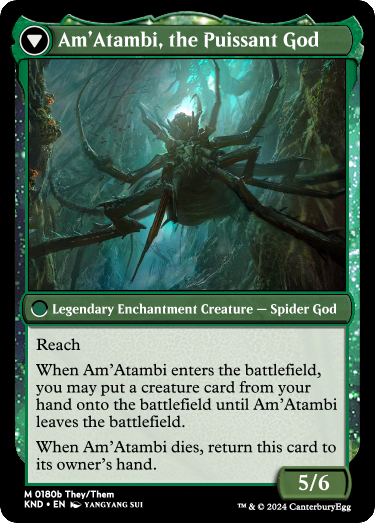 Am'Atambi, the Puissant God
Legendary Enchantment Creature — Spider God
Reach
When Am'Atambi enters the battlefield,
you may put a creature card from your
hand onto the battlefield until Am'Atambi
leaves the battlefield.
When Am'Atambi dies, return this card to
its owner's hand.
5/6
M 0180b They/Them
KND • EN YANGYANG SUI
™ & © 2024 CanterburyEgg